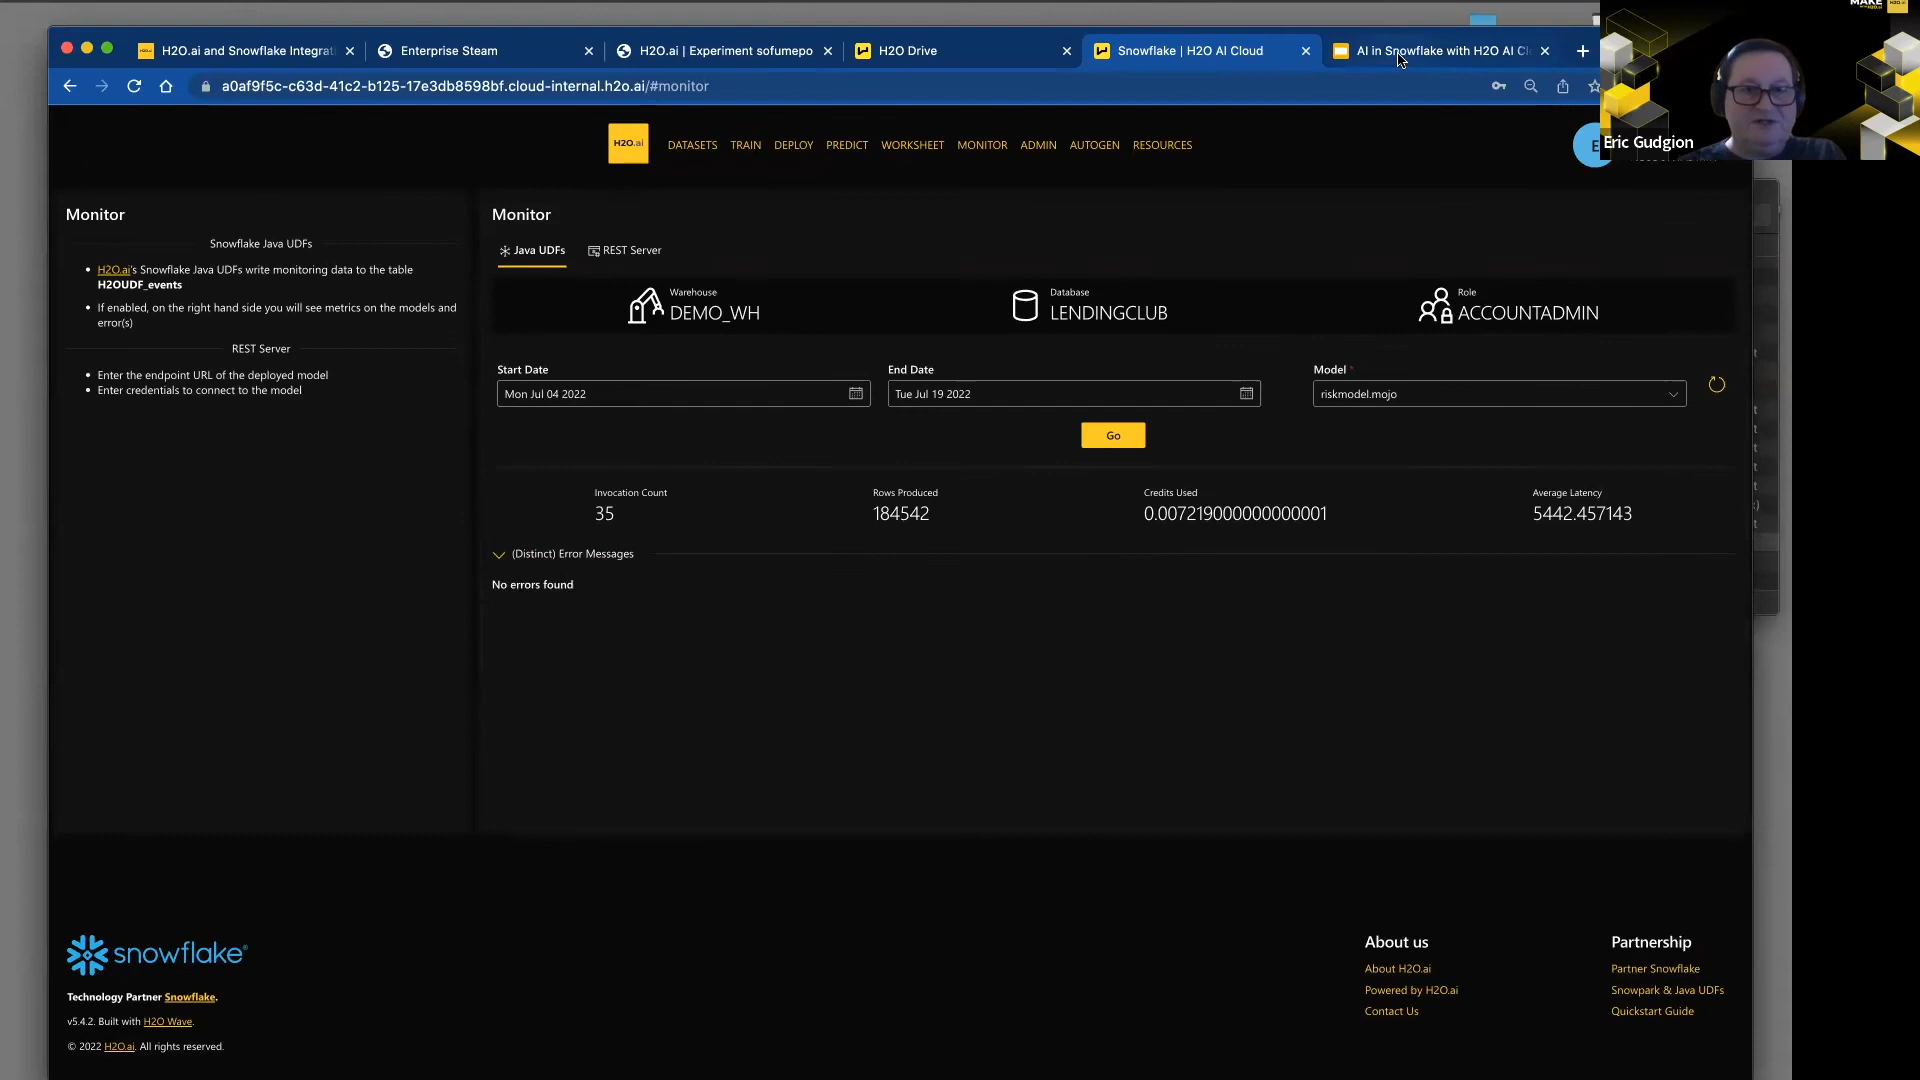 H2O.ai and Snowflake Integrat
Enterprise Steam
H2O.ai | Experiment sofumepo
H2O Drive
Snowflake | H2O AI Cloud
AI in Snowflake with H2O AI Cl
a0af9f5c-c63d-41c2-b125-17e3db8598bf.cloud-internal.h2o.ai/#monitor
MAKE
Eric Gudgion
H2O.ai
DATASETS TRAIN DEPLOY PREDICT WORKSHEET MONITOR ADMIN AUTOGEN RESOURCES
E
Monitor
Snowflake Java UDFs
• H2O.ai's Snowflake Java UDFs write monitoring data to the table
H2OUDF_events
• If enabled, on the right hand side you will see metrics on the models and
error(s)
REST Server
• Enter the endpoint URL of the deployed model
• Enter credentials to connect to the model
Monitor
Java UDFs
REST Server
Warehouse
DEMO_WH
Database
LENDINGCLUB
Role
ACCOUNTADMIN
Start Date
Mon Jul 04 2022
End Date
Tue Jul 19 2022
Model *
riskmodel.mojo
Go
Invocation Count
35
Rows Produced
184542
Credits Used
0.007219000000000001
Average Latency
5442.457143
(Distinct) Error Messages
No errors found
snowflake®
Technology Partner Snowflake.
v5.4.2. Built with H2O Wave.
© 2022 H2O.ai. All rights reserved.
About us
About H2O.ai
Powered by H2O.ai
Contact Us
Partnership
Partner Snowflake
Snowpark & Java UDFs
Quickstart Guide